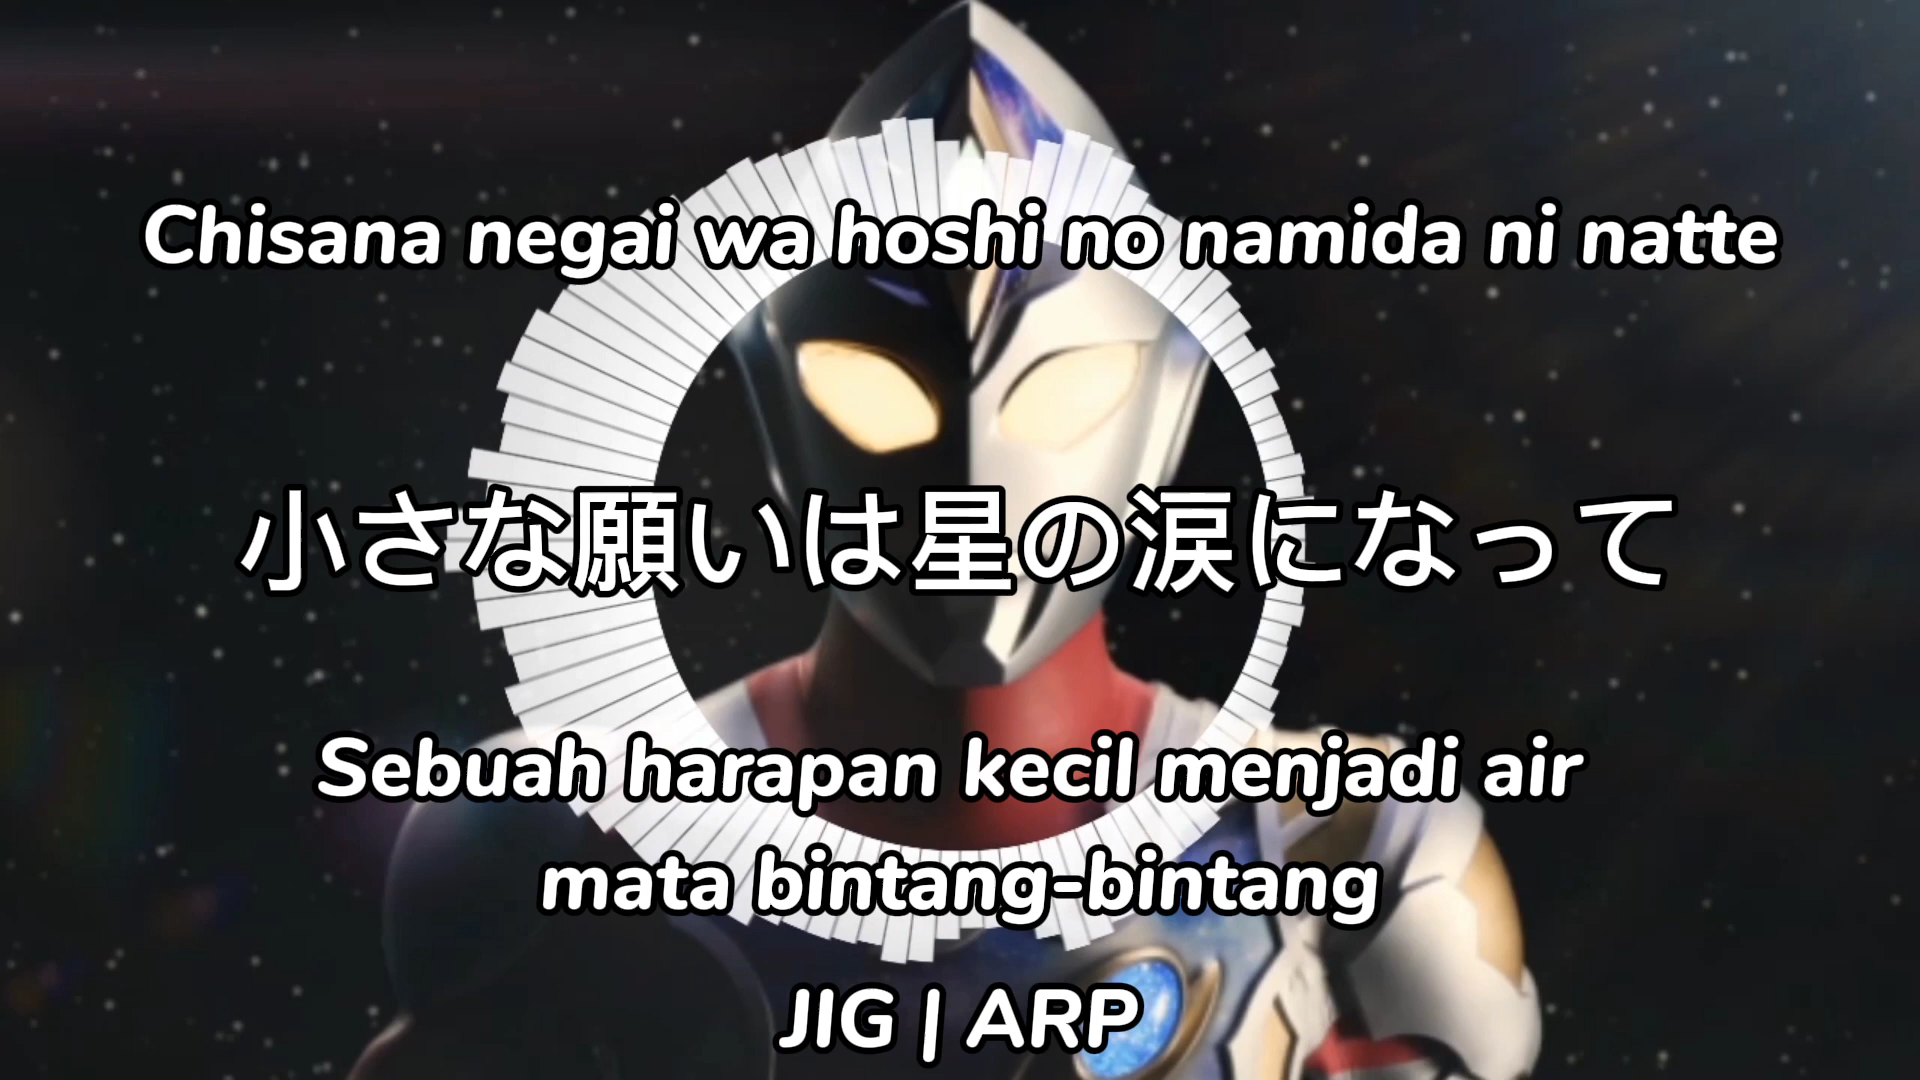 Chisana negai wa hoshi no namida ni natte
小さな願いは星の涙になって
Sebuah harapan kecil menjadi air
mata bintang-bintang
JIG | ARP